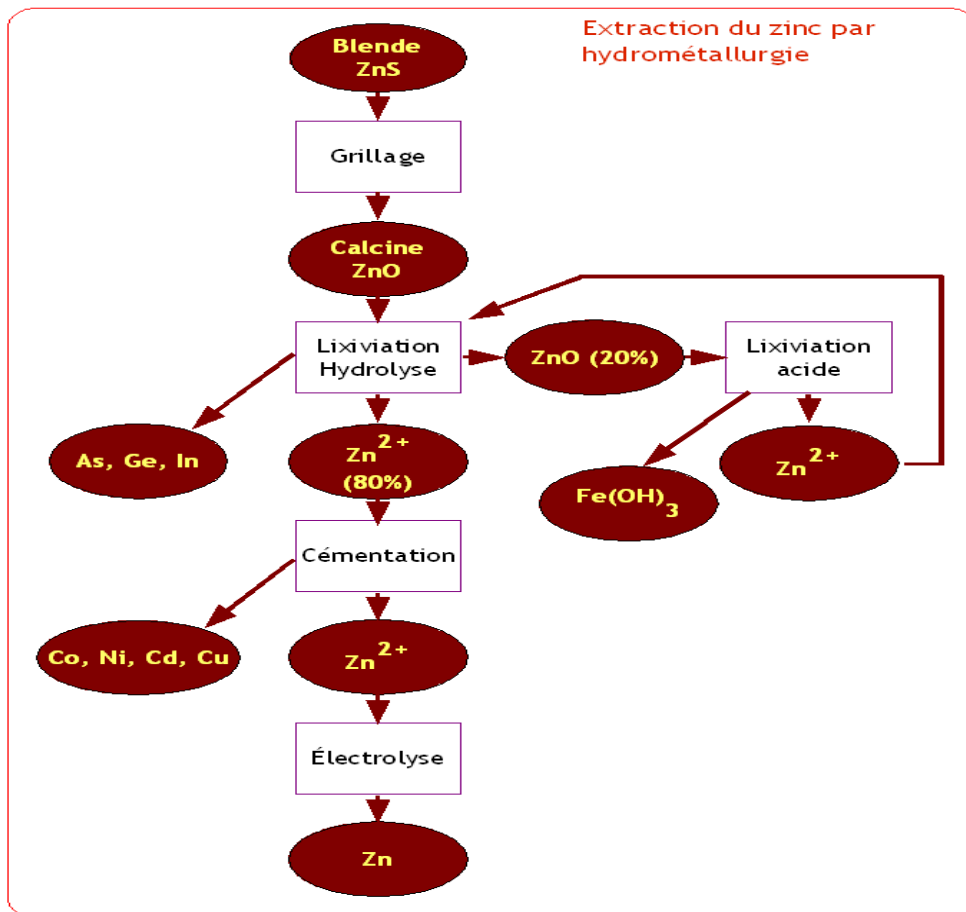 Extraction du zinc par
hydrométallurgie
Blende
ZnS
Grillage
Calcine
ZnO
Lixiviation
Hydrolyse
ZnO (20%)
Lixiviation
acide
As, Ge, In
Zn²⁺
(80%)
Fe(OH)₃
Zn²⁺
Cémentation
Co, Ni, Cd, Cu
Zn²⁺
Électrolyse
Zn